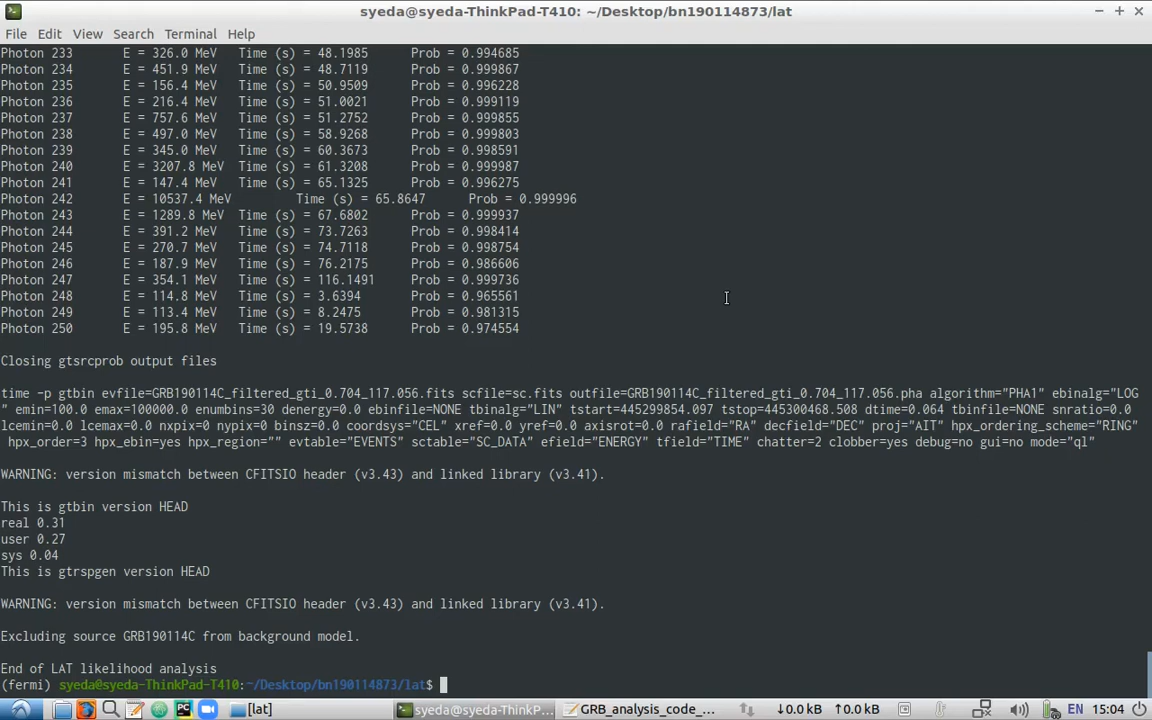 syeda@syeda-ThinkPad-T410: ~/Desktop/bn190114873/lat
File Edit View Search Terminal Help
Photon 233 E = 326.0 MeV Time (s) = 48.1985 Prob = 0.994685
Photon 234 E = 451.9 MeV Time (s) = 48.7119 Prob = 0.999867
Photon 235 E = 156.4 MeV Time (s) = 50.9509 Prob = 0.996228
Photon 236 E = 216.4 MeV Time (s) = 51.0021 Prob = 0.999119
Photon 237 E = 757.6 MeV Time (s) = 51.2752 Prob = 0.999855
Photon 238 E = 497.0 MeV Time (s) = 58.9268 Prob = 0.999803
Photon 239 E = 345.0 MeV Time (s) = 60.3673 Prob = 0.998591
Photon 240 E = 3207.8 MeV Time (s) = 61.3208 Prob = 0.999987
Photon 241 E = 147.4 MeV Time (s) = 65.1325 Prob = 0.996275
Photon 242 E = 10537.4 MeV Time (s) = 65.8647 Prob = 0.999996
Photon 243 E = 1289.8 MeV Time (s) = 67.6802 Prob = 0.999937
Photon 244 E = 391.2 MeV Time (s) = 73.7263 Prob = 0.998414
Photon 245 E = 270.7 MeV Time (s) = 74.7118 Prob = 0.998754
Photon 246 E = 187.9 MeV Time (s) = 76.2175 Prob = 0.986606
Photon 247 E = 354.1 MeV Time (s) = 116.1491 Prob = 0.999736
Photon 248 E = 114.8 MeV Time (s) = 3.6394 Prob = 0.965561
Photon 249 E = 113.4 MeV Time (s) = 8.2475 Prob = 0.981315
Photon 250 E = 195.8 MeV Time (s) = 19.5738 Prob = 0.974554
Closing gtsrcprob output files
time -p gtbin evfile=GRB190114C_filtered_gti_0.704_117.056.fits scfile=sc.fits outfile=GRB190114C_filtered_gti_0.704_117.056.pha algorithm="PHA1" ebinalg="LOG
" emin=100.0 emax=100000.0 enumbins=30 denergy=0.0 ebinfile=NONE tbinalg="LIN" tstart=445299854.097 tstop=445300468.508 dtime=0.064 tbinfile=NONE snratio=0.0
lcemin=0.0 lcemax=0.0 nxpix=0 nypix=0 binsz=0.0 coordsys="CEL" xref=0.0 yref=0.0 axisrot=0.0 rafield="RA" decfield="DEC" proj="AIT" hpx_ordering_scheme="RING"
hpx_order=3 hpx_ebin=yes hpx_region="" evtable="EVENTS" sctable="SC_DATA" efield="ENERGY" tfield="TIME" chatter=2 clobber=yes debug=no gui=no mode="ql"
WARNING: version mismatch between CFITSIO header (v3.43) and linked library (v3.41).
This is gtbin version HEAD
real 0.31
user 0.27
sys 0.04
This is gtrspgen version HEAD
WARNING: version mismatch between CFITSIO header (v3.43) and linked library (v3.41).
Excluding source GRB190114C from background model.
End of LAT likelihood analysis
(fermi) syeda@syeda-ThinkPad-T410:~/Desktop/bn190114873/lat$
[lat] syeda@syeda-ThinkP... GRB_analysis_code_... ↓0.0 kB ↑0.0 kB EN 15:04